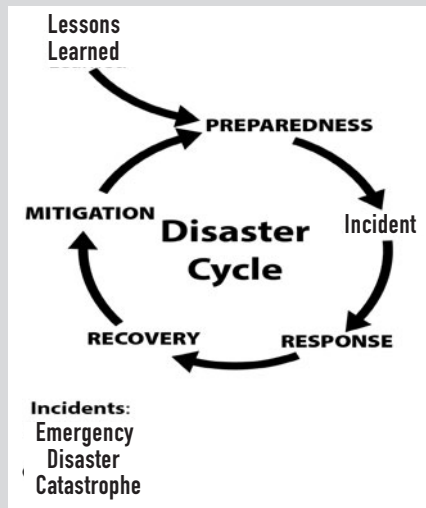 Lessons
Learned
PREPAREDNESS
MITIGATION
Disaster
Cycle
Incident
RECOVERY
RESPONSE
Incidents:
Emergency
Disaster
Catastrophe